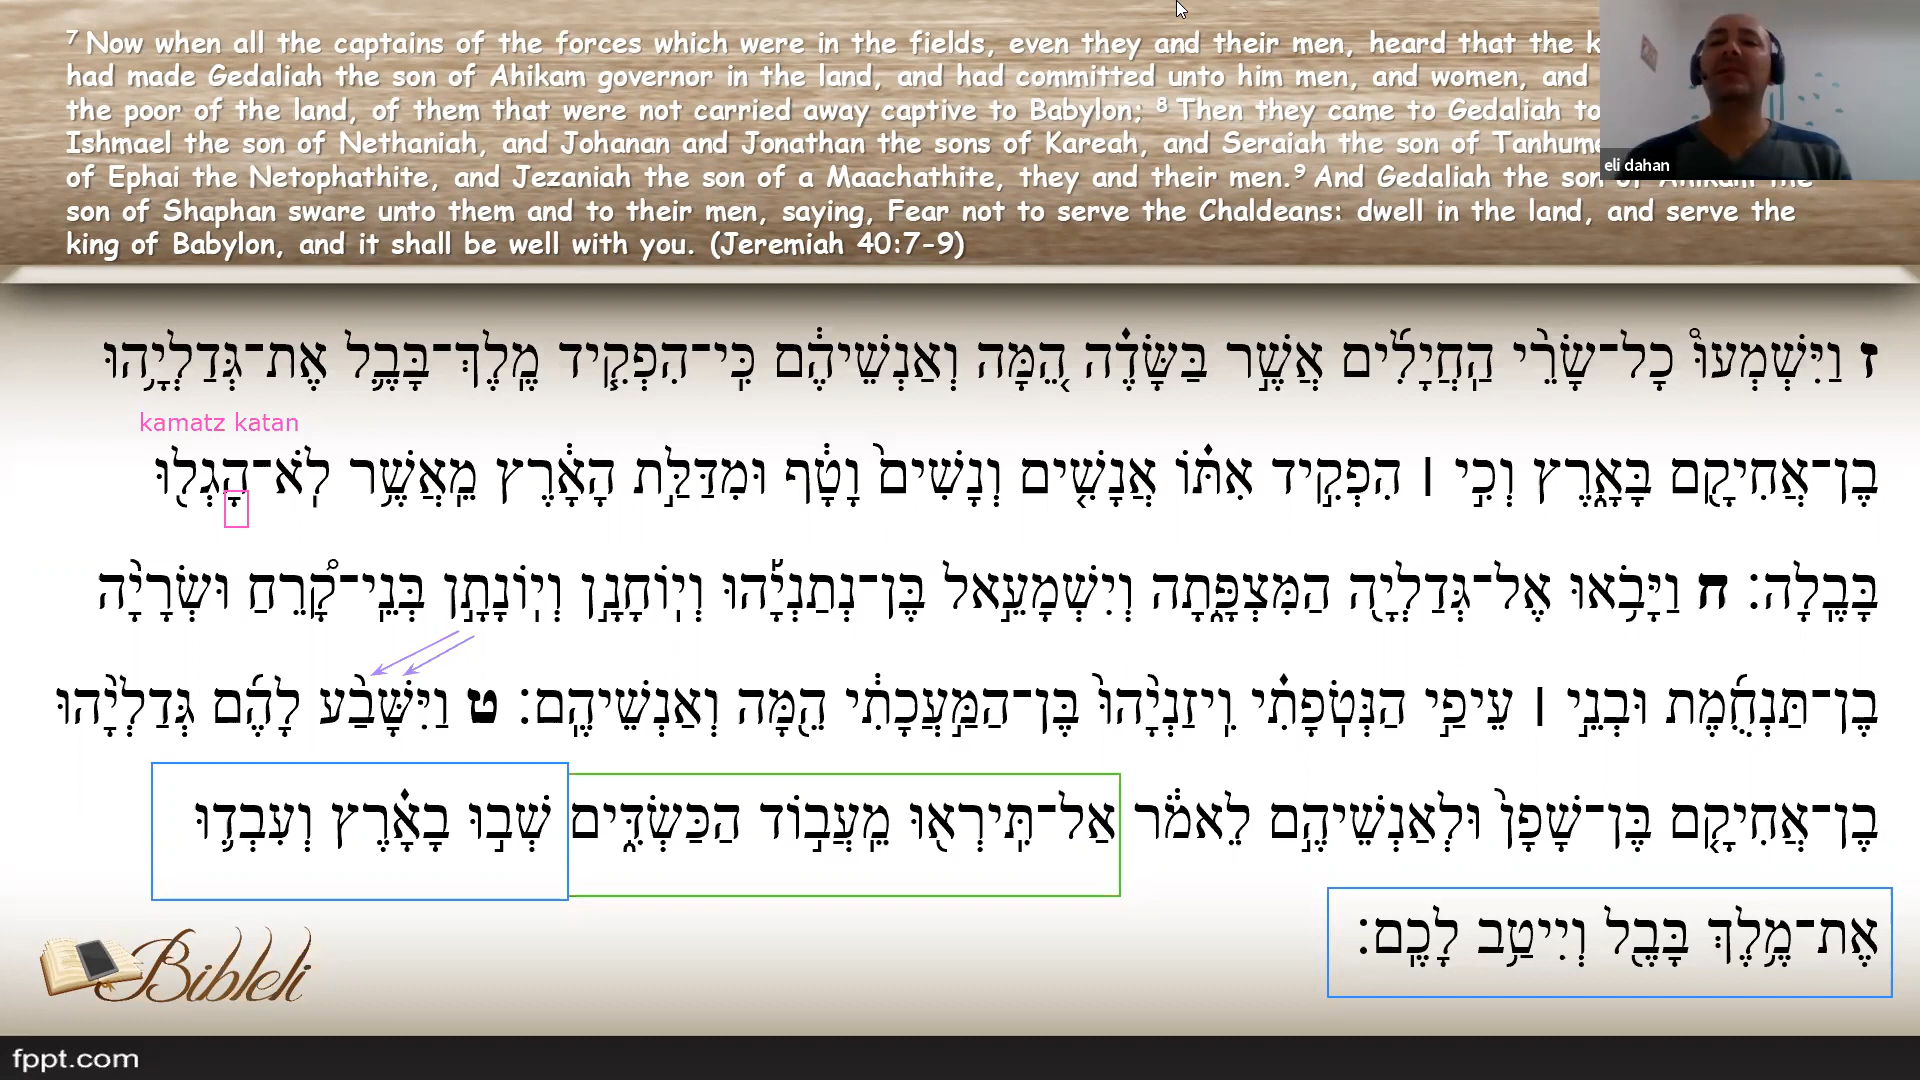 7 Now when all the captains of the forces which were in the fields, even they and their men, heard that the k
had made Gedaliah the son of Ahikam governor in the land, and had committed unto him men, and women, and
the poor of the land, of them that were not carried away captive to Babylon; 8 Then they came to Gedaliah to
Ishmael the son of Nethaniah, and Johanan and Jonathan the sons of Kareah, and Seraiah the son of Tanhume
of Ephai the Netophathite, and Jezaniah the son of a Maachathite, they and their men. 9 And Gedaliah the son of Ahikam the
son of Shaphan sware unto them and to their men, saying, Fear not to serve the Chaldeans: dwell in the land, and serve the
king of Babylon, and it shall be well with you. (Jeremiah 40:7-9)
eli dahan
ז וַיִּשְׁמְעוּ֩ כׇל־שָׂרֵ֨י הַֽחֲיָלִ֜ים אֲשֶׁ֣ר בַּשָּׂדֶ֗ה הֵ֚מָּה וְאַנְשֵׁיהֶ֔ם כִּֽי־הִפְקִ֧יד מֶֽלֶךְ־בָּבֶ֛ל אֶת־גְּדַלְיָ֥הוּ
kamatz katan
בֶן־אֲחִיקָ֖ם בָּאָ֑רֶץ וְכִ֣י ׀ הִפְקִ֣יד אִתּ֗וֹ אֲנָשִׁ֤ים וְנָשִׁים֙ וָטָ֔ף וּמִדַּלַּ֣ת הָאָ֔רֶץ מֵֽאֲשֶׁ֥ר לֹֽא־הׇגְל֖וּ
בָּבֶֽלָה׃ ח וַיָּבֹ֥אוּ אֶל־גְּדַלְיָ֖ה הַמִּצְפָּ֑תָה וְיִשְׁמָעֵ֣אל בֶּן־נְתַנְיָ֡הוּ וְיֽוֹחָנָ֣ן וְיֽוֹנָתָ֣ן בְּנֵֽי־קָ֠רֵחַ וּשְׂרָיָ֨ה
בֶן־תַּנְחֻ֜מֶת וּבְנֵ֣י ׀ עֵיפַ֣י הַנְּטֹֽפָתִ֗י וִֽיזַנְיָ֙הוּ֙ בֶּן־הַמַּ֣עֲכָתִ֔י הֵ֖מָּה וְאַנְשֵׁיהֶֽם׃ ט וַיִּשָּׁבַ֨ע לָהֶ֜ם גְּדַלְיָ֨הוּ
בֶן־אֲחִיקָ֤ם בֶּן־שָׁפָן֙ וּלְאַנְשֵׁיהֶ֣ם לֵאמֹ֔ר אַל־תִּֽירְא֖וּ מֵֽעֲב֣וֹד הַכַּשְׂדִּ֑ים שְׁב֣וּ בָאָ֗רֶץ וְעִבְד֛וּ
אֶת־מֶ֥לֶךְ בָּבֶ֖ל וְיִיטַ֥ב לָכֶֽם׃
Bibleli
fppt.com